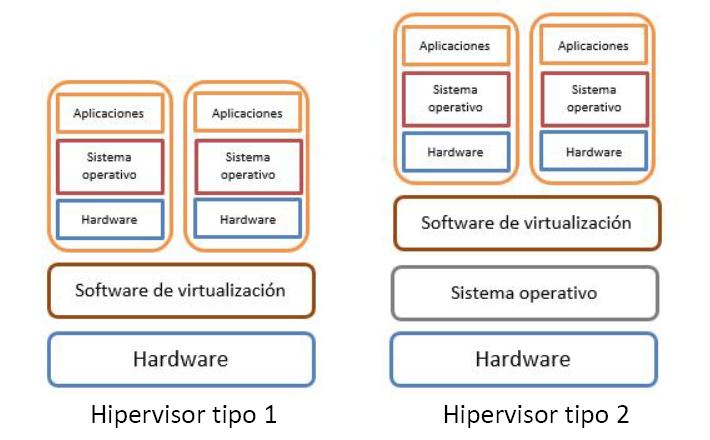 Aplicaciones
Sistema
operativo
Hardware
Aplicaciones
Sistema
operativo
Hardware
Software de virtualización
Hardware
Hipervisor tipo 1
Aplicaciones
Sistema
operativo
Hardware
Aplicaciones
Sistema
operativo
Hardware
Software de virtualización
Sistema operativo
Hardware
Hipervisor tipo 2